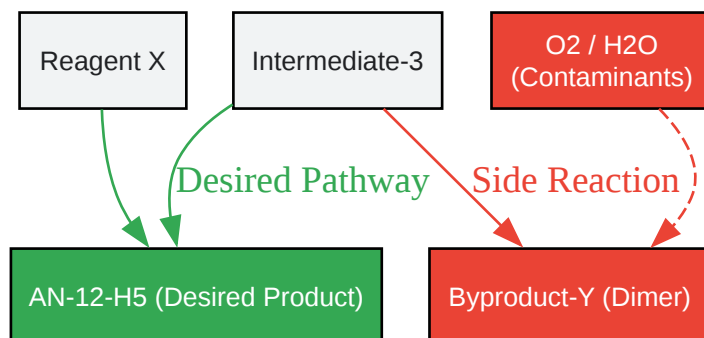 Reagent X
Intermediate-3
O2 / H2O
(Contaminants)
Desired Pathway
Side Reaction
AN-12-H5 (Desired Product)
Byproduct-Y (Dimer)